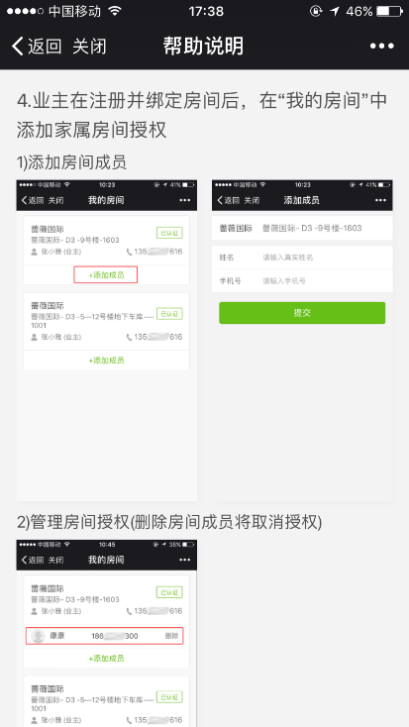 中国移动 17:38 46%
返回 关闭 帮助说明
4.业主在注册并绑定房间后，在“我的房间”中
添加家属房间授权
1)添加房间成员
中国移动 10:23 41%
返回 关闭 我的房间
蔷薇国际
蔷薇国际- D3 -9号楼-1603
已认证
张小雅 (业主) 135 616
+添加成员
蔷薇国际
蔷薇国际- D3 -5—12号楼地下车库—
1001
已认证
张小雅 (业主) 135 616
+添加成员
中国移动 10:23 41%
返回 关闭 添加成员
蔷薇国际 蔷薇国际- D3 -9号楼-1603
姓名 请输入真实姓名
手机号 请输入手机号
提交
2)管理房间授权(删除房间成员将取消授权)
中国移动 10:45 38%
返回 关闭 我的房间
蔷薇国际
蔷薇国际- D3 -9号楼-1603
已认证
张小雅 (业主) 135 616
康康 186 300 删除
+添加成员
蔷薇国际
蔷薇国际- D3 -5—12号楼地下车库—
1001
已认证
张小雅 (业主) 135 616